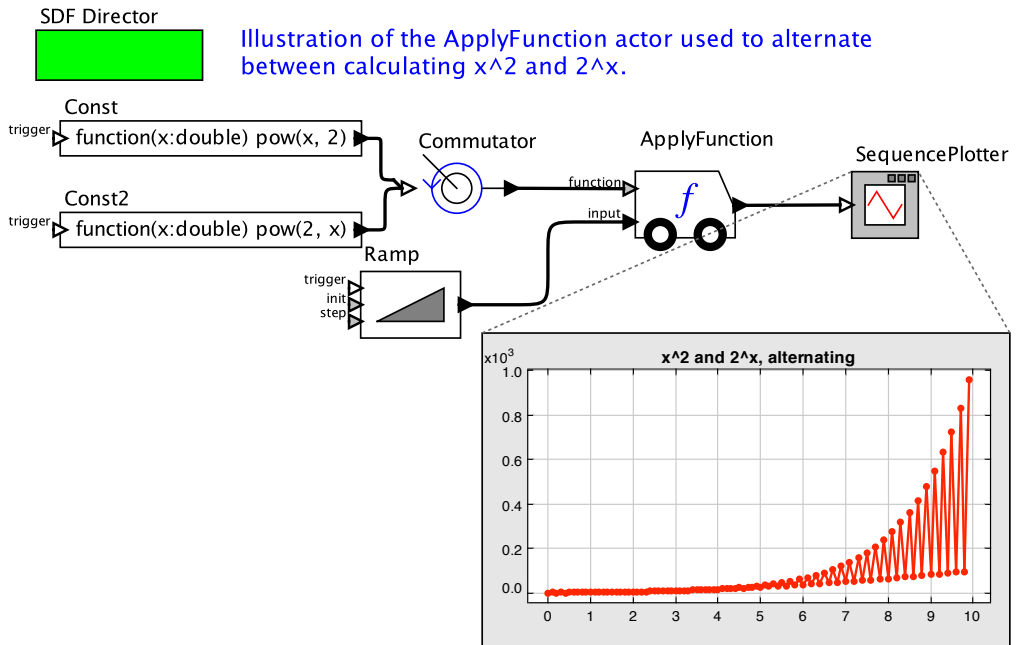 SDF Director
Illustration of the ApplyFunction actor used to alternate
between calculating x^2 and 2^x.
Const
trigger
function(x:double) pow(x, 2)
Commutator
ApplyFunction
SequencePlotter
Const2
trigger
function(x:double) pow(2, x)
function
input
f
Ramp
trigger
init
step
x^2 and 2^x, alternating
x10^3
1.0
0.8
0.6
0.4
0.2
0.0
0 1 2 3 4 5 6 7 8 9 10